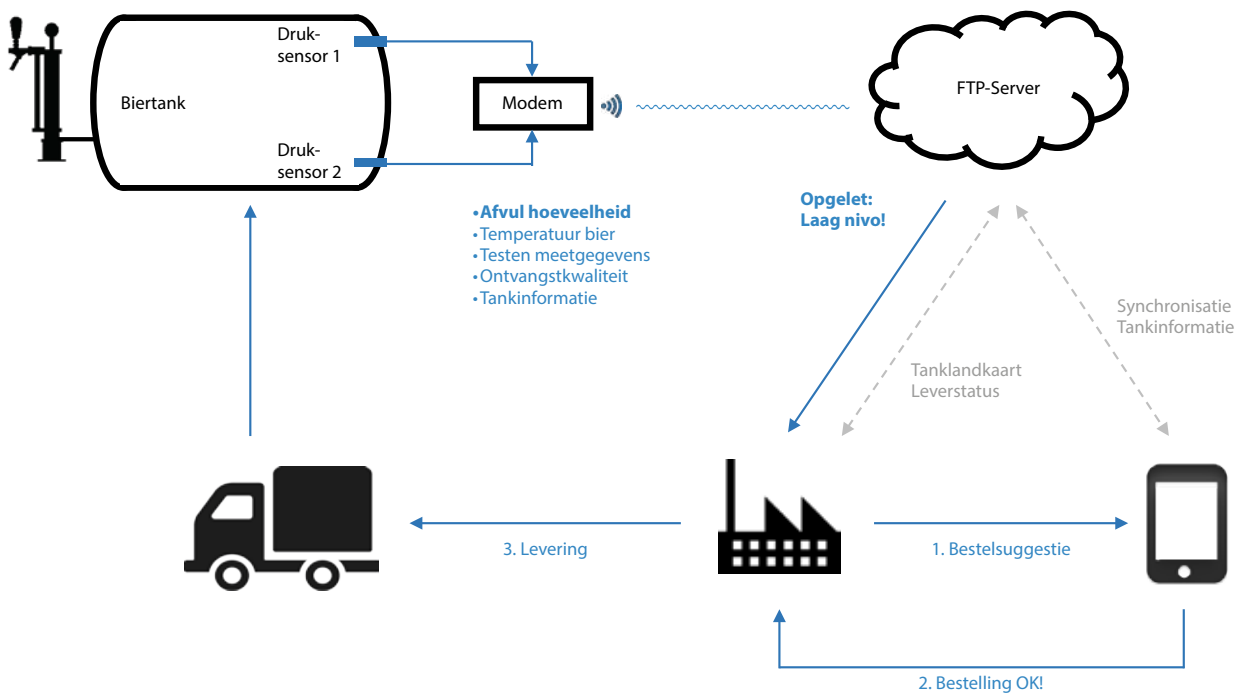 Druk-
sensor 1
Biertank
Modem
FTP-Server
Druk-
sensor 2
•Afvul hoeveelheid
•Temperatuur bier
•Testen meetgegevens
•Ontvangstkwaliteit
•Tankinformatie
Opgelet:
Laag nivo!
Synchronisatie
Tankinformatie
Tanklandkaart
Leverstatus
3. Levering
1. Bestelsuggestie
2. Bestelling OK!